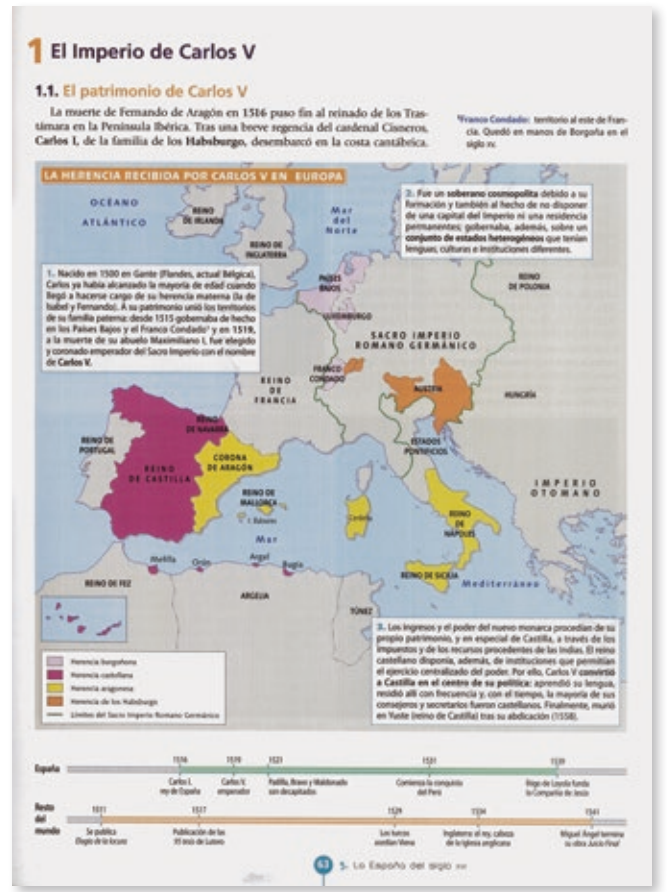 1 El Imperio de Carlos V
1.1. El patrimonio de Carlos V
La muerte de Fernando de Aragón en 1516 puso fin al reinado de los Tras-
támara en la Península Ibérica. Tras una breve regencia del cardenal Cisneros,
Carlos I, de la familia de los Habsburgo, desembarcó en la costa cantábrica.
¹Franco Condado: territorio al este de Fran-
cia. Quedó en manos de Borgoña en el
siglo XV.
LA HERENCIA RECIBIDA POR CARLOS V EN EUROPA
OCÉANO
ATLÁNTICO
REINO
DE IRLANDA
Mar
del
Norte
REINO DE
INGLATERRA
2. Fue un soberano cosmopolita debido a su
formación y también al hecho de no disponer
de una capital del Imperio ni una residencia
permanentes; gobernaba, además, sobre un
conjunto de estados heterogéneos que tenían
lenguas, culturas e instituciones diferentes.
1. Nacido en 1500 en Gante (Flandes, actual Bélgica),
Carlos ya había alcanzado la mayoría de edad cuando
llegó a hacerse cargo de su herencia materna (la de
Isabel y Fernando). A su patrimonio unió los territorios
de su familia paterna: desde 1515 gobernaba de hecho
en los Países Bajos y el Franco Condado¹ y en 1519,
a la muerte de su abuelo Maximiliano I, fue elegido
y coronado emperador del Sacro Imperio con el nombre
de Carlos V.
PAÍSES
BAJOS
REINO
DE POLONIA
LUXEMBURGO
SACRO IMPERIO
ROMANO GERMÁNICO
FRANCO
CONDADO
REINO
DE
FRANCIA
AUSTRIA
HUNGRÍA
REINO
DE NAVARRA
REINO DE
PORTUGAL
REINO
DE CASTILLA
CORONA
DE ARAGÓN
ESTADOS
PONTIFICIOS
IMPERIO
OTOMANO
REINO DE
MALLORCA
I. Baleares
Cerdeña
REINO
DE
NÁPOLES
Mar
Mediterráneo
REINO DE SICILIA
Melilla
Orán
Argel
Bugía
REINO DE FEZ
ARGELIA
TÚNEZ
3. Los ingresos y el poder del nuevo monarca procedían de su
propio patrimonio, y en especial de Castilla, a través de los
impuestos y de los recursos procedentes de las Indias. El reino
castellano disponía, además, de instituciones que permitían
el ejercicio centralizado del poder. Por ello, Carlos V convirtió
a Castilla en el centro de su política: aprendió su lengua,
residió allí con frecuencia y, con el tiempo, la mayoría de sus
consejeros y secretarios fueron castellanos. Finalmente, murió
en Yuste (reino de Castilla) tras su abdicación (1558).
Herencia borgoñona
Herencia castellana
Herencia aragonesa
Herencia de los Habsburgo
Límites del Sacro Imperio Romano Germánico
España
1516
Carlos I,
rey de España
1519
Carlos V,
emperador
1521
Padilla, Bravo y Maldonado
son decapitados
1531
Comienza la conquista
del Perú
1539
Íñigo de Loyola funda
la Compañía de Jesús
Resto
del
mundo
1511
Se publica
Elogio de la locura
1517
Publicación de las
95 tesis de Lutero
1529
Los turcos
asedian Viena
1534
Inglaterra: el rey, cabeza
de la Iglesia anglicana
1541
Miguel Ángel termina
su obra Juicio Final
63 5. La España del siglo XVI